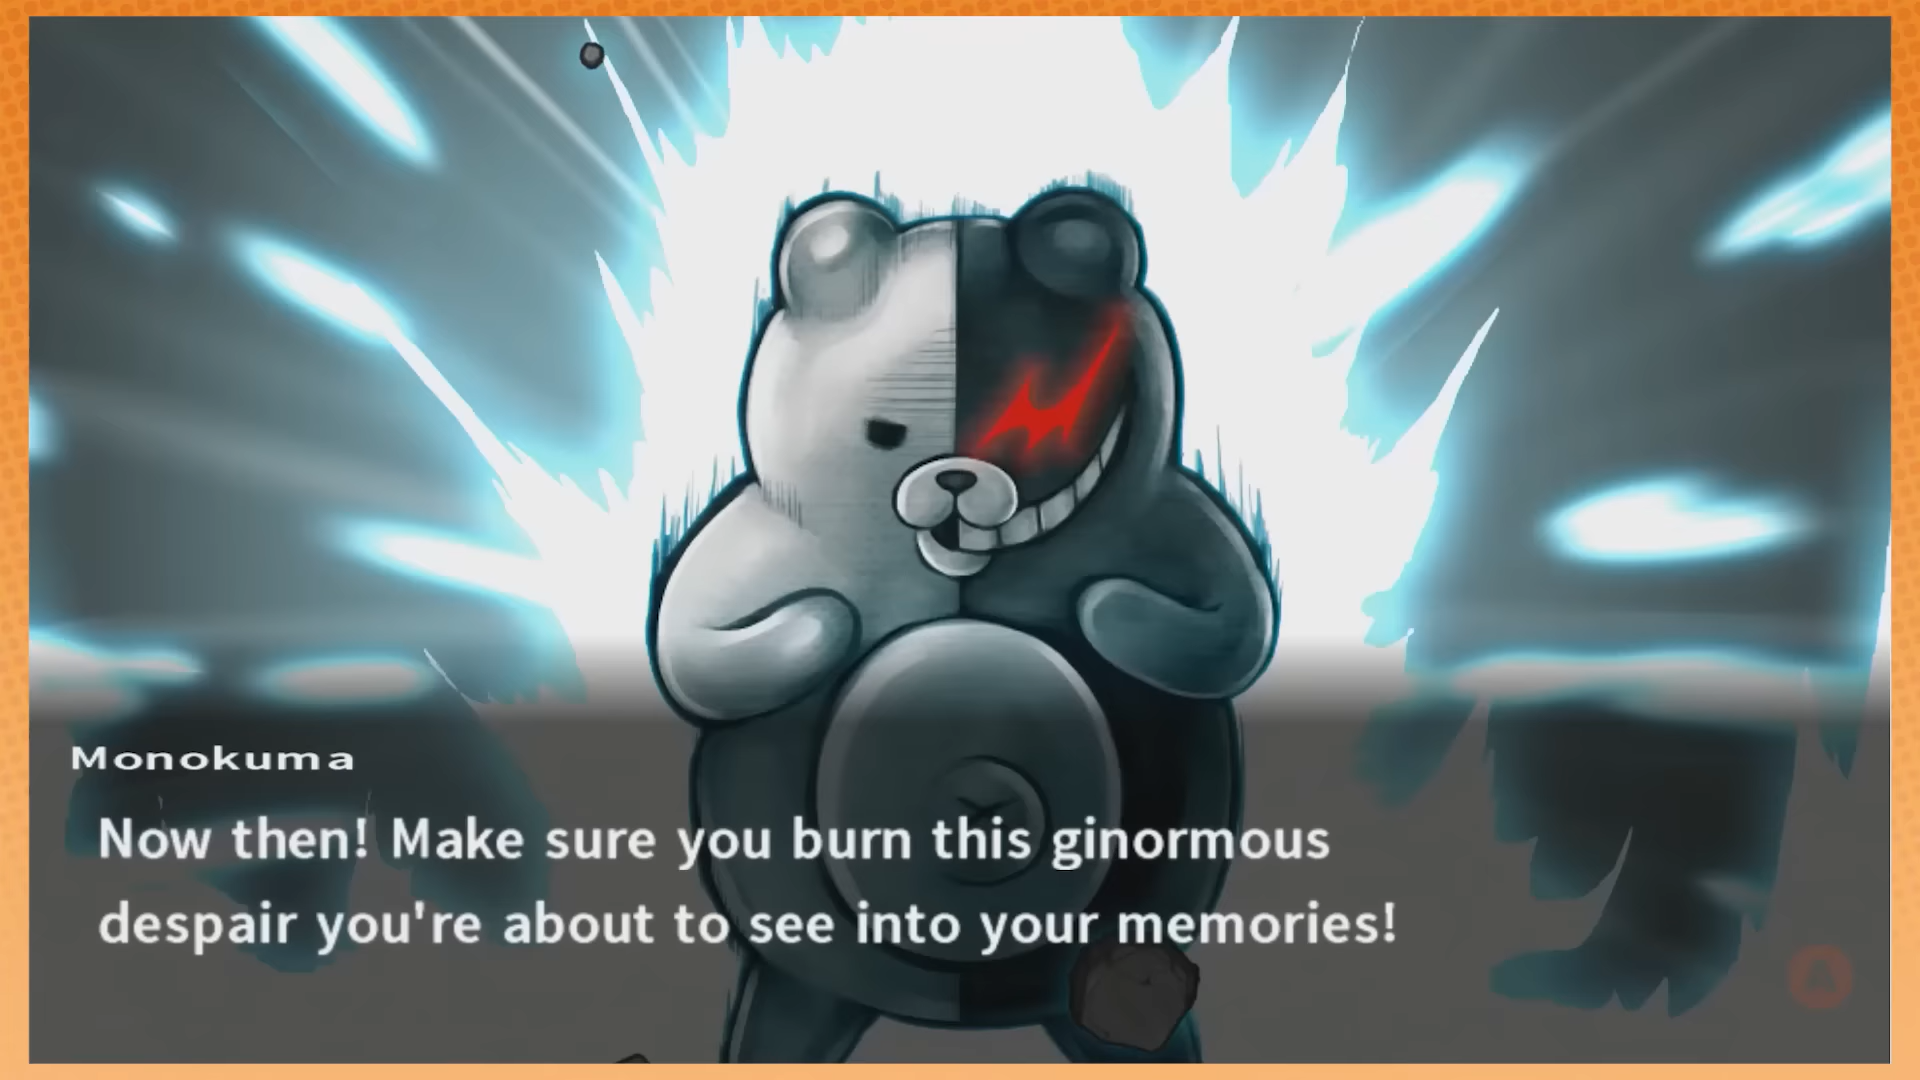 Monokuma
Now then! Make sure you burn this ginormous
despair you're about to see into your memories!